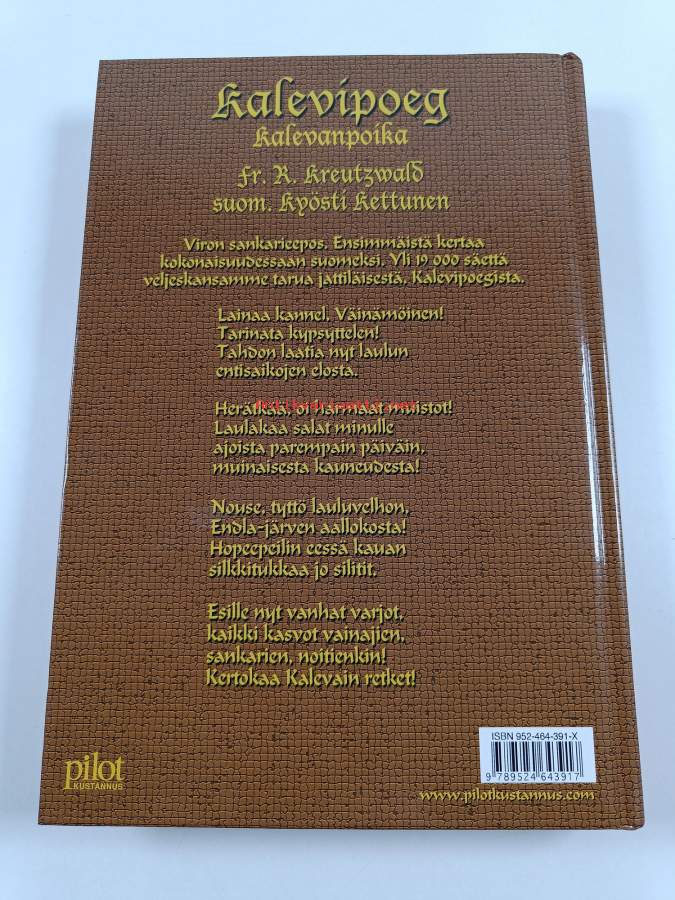 Kalevipoeg
Kalevanpoika
Fr. R. Kreutzwald
suom. Kyösti Kettunen
Viron sankarieepos. Ensimmäistä kertaa
kokonaisuudessaan suomeksi. Yli 19 000 säettä
veljeskansamme tarua jättiläisestä, Kalevipoegista.
Lainaa kannel, Väinämöinen!
Tarinata kypsyttelen!
Tahdon laatia nyt laulun
entisaikojen elosta.
Herätkää, oi harmaat muistot!
Laulakaa salat minulle
ajoista parempain päiväin,
muinaisesta kauneudesta!
Nouse, tyttö lauluvelhon,
Endla-järven aallokosta!
Hopeepeilin eessä kauan
silkkitukkaa jo silitit.
Esille nyt vanhat varjot,
kaikki kasvot vainajien,
sankarien, noitienkin!
Kertokaa Kalevain retket!
ISBN 952-464-391-X
9 789524 643917
pilot
KUSTANNUS
www.pilotkustannus.com